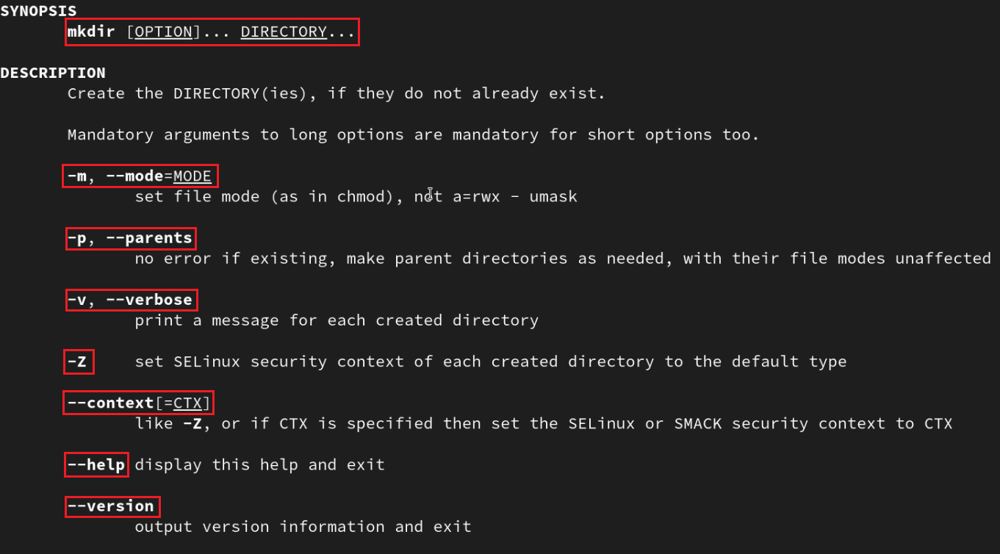 SYNOPSIS
mkdir [OPTION]... DIRECTORY...
DESCRIPTION
Create the DIRECTORY(ies), if they do not already exist.
Mandatory arguments to long options are mandatory for short options too.
-m, --mode=MODE
set file mode (as in chmod), not a=rwx - umask
-p, --parents
no error if existing, make parent directories as needed, with their file modes unaffected
-v, --verbose
print a message for each created directory
-Z set SELinux security context of each created directory to the default type
--context[=CTX]
like -Z, or if CTX is specified then set the SELinux or SMACK security context to CTX
--help display this help and exit
--version
output version information and exit